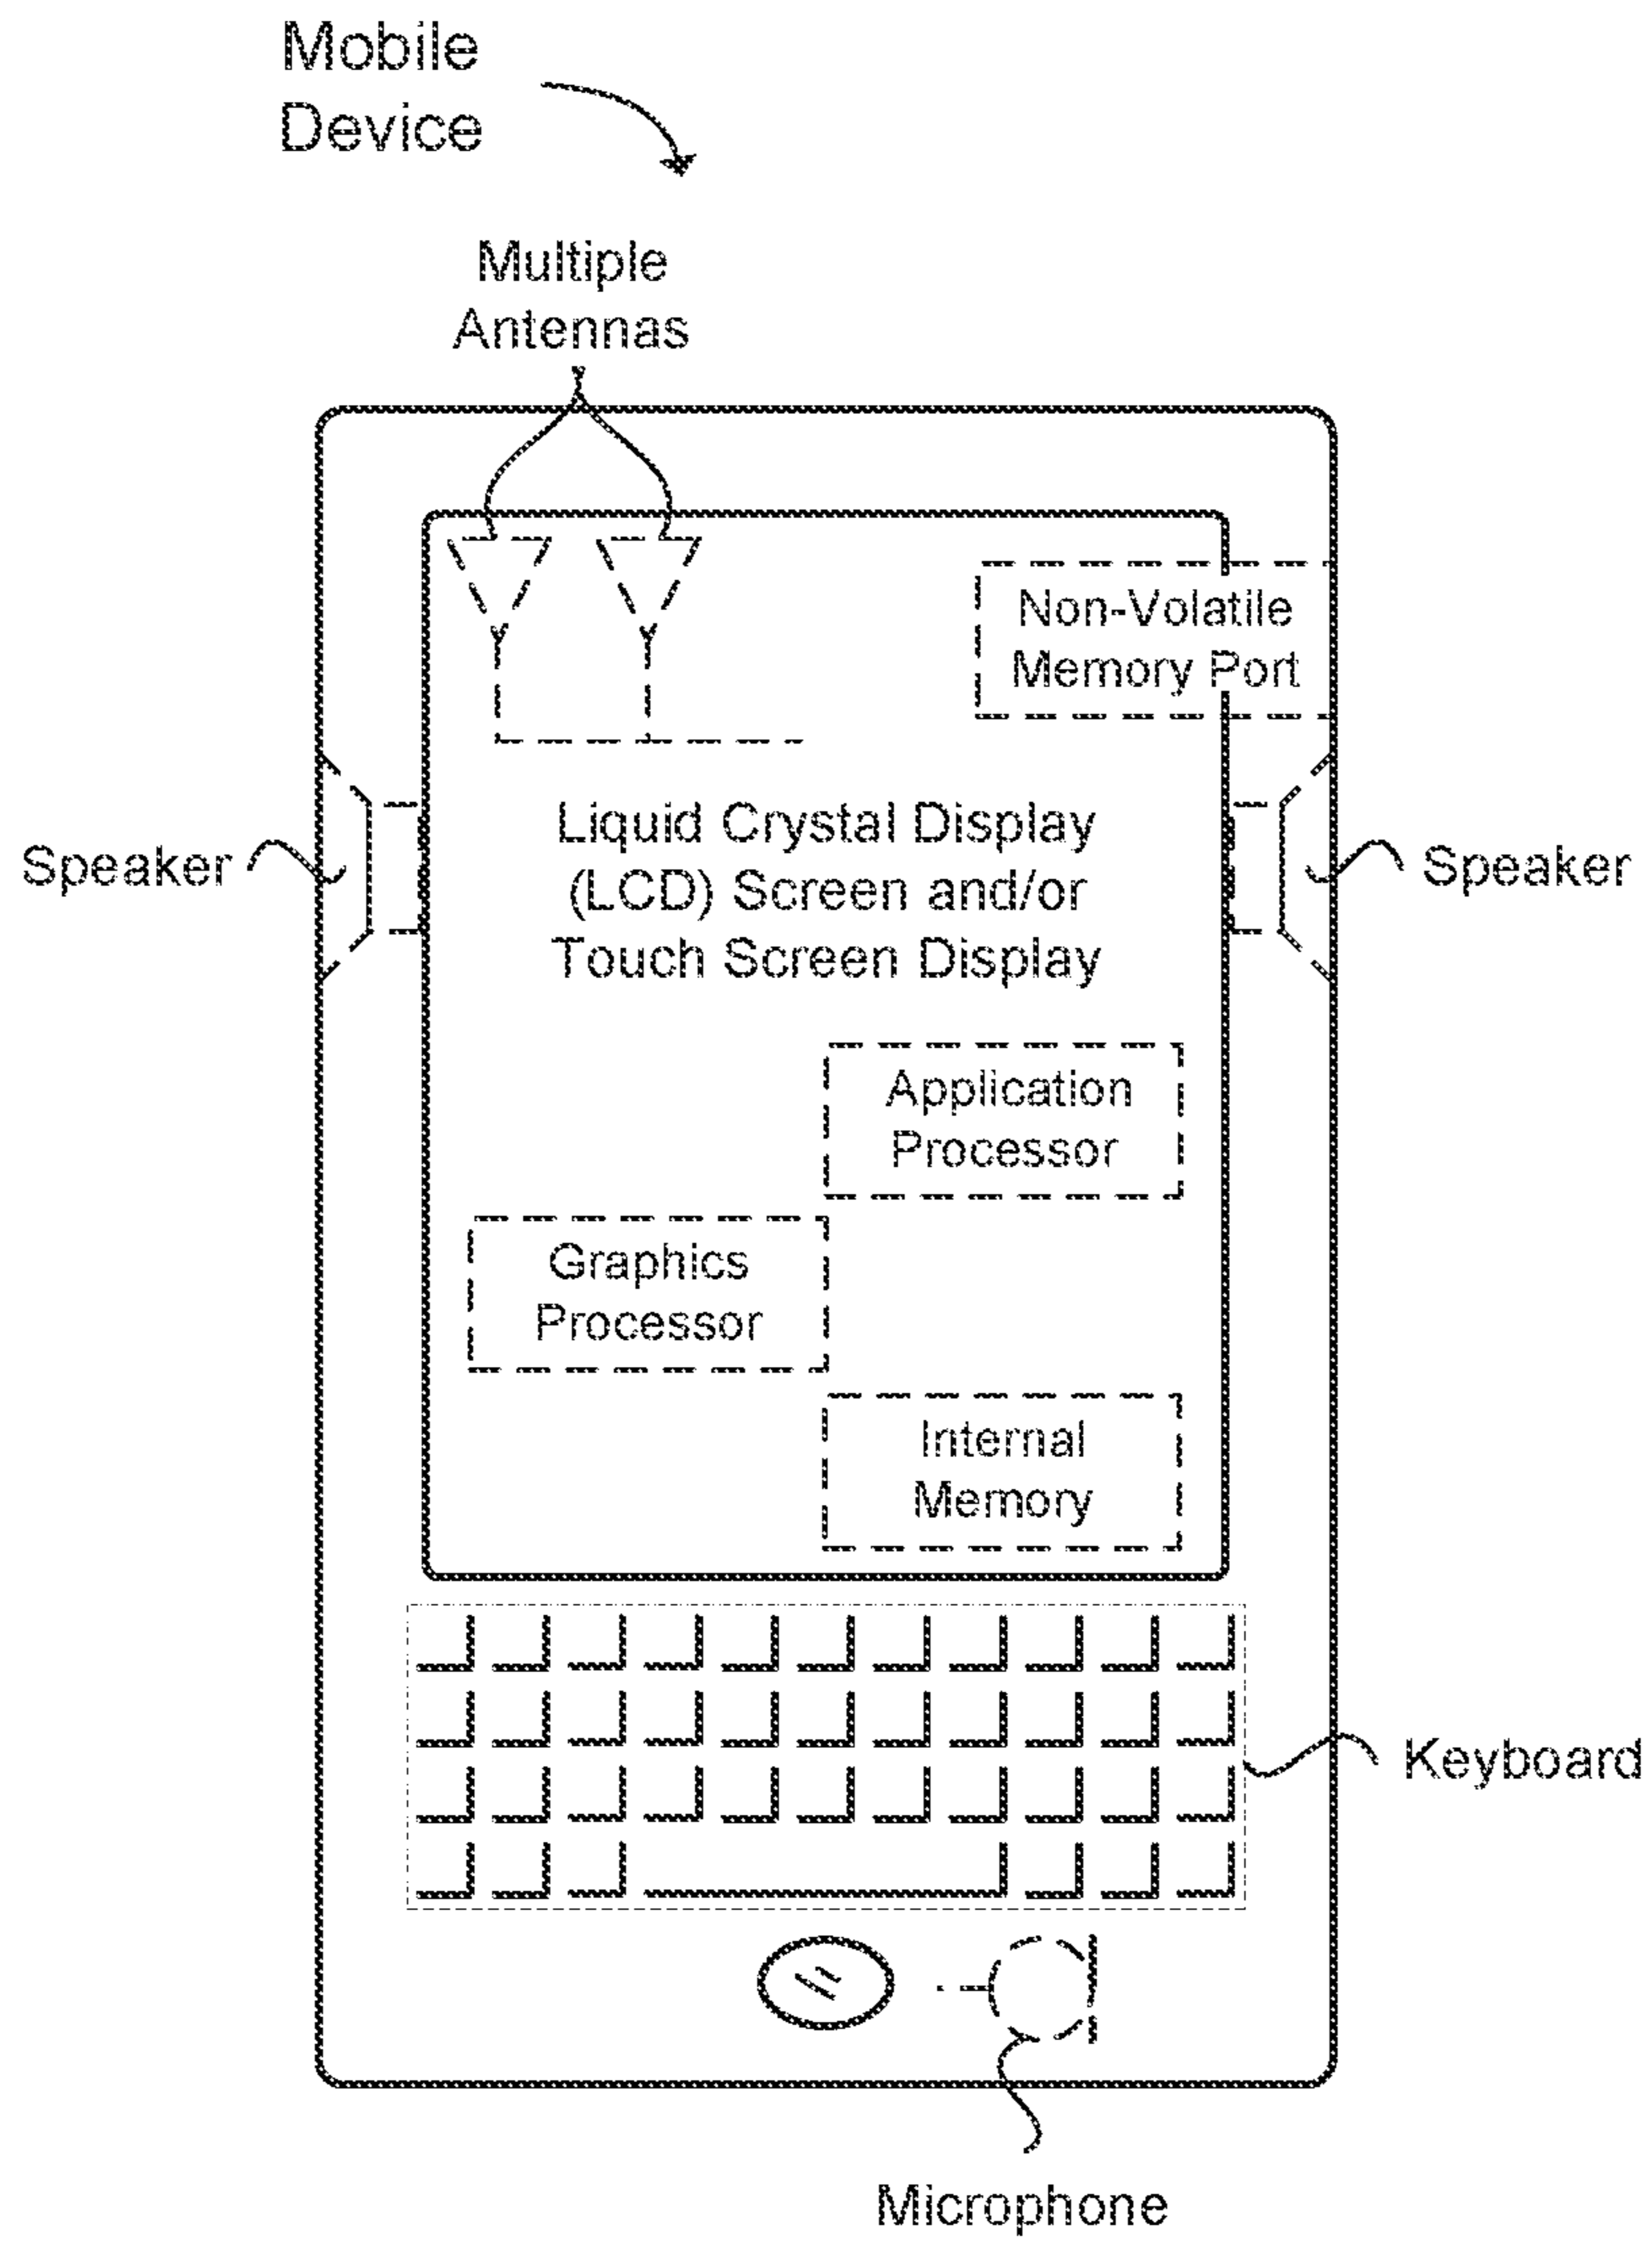 Mobile
Device
Multiple
Antennas
Non-Volatile
Memory Port
Speaker
Liquid Crystal Display
(LCD) Screen and/or
Touch Screen Display
Speaker
Application
Processor
Graphics
Processor
Internal
Memory
Keyboard
Microphone